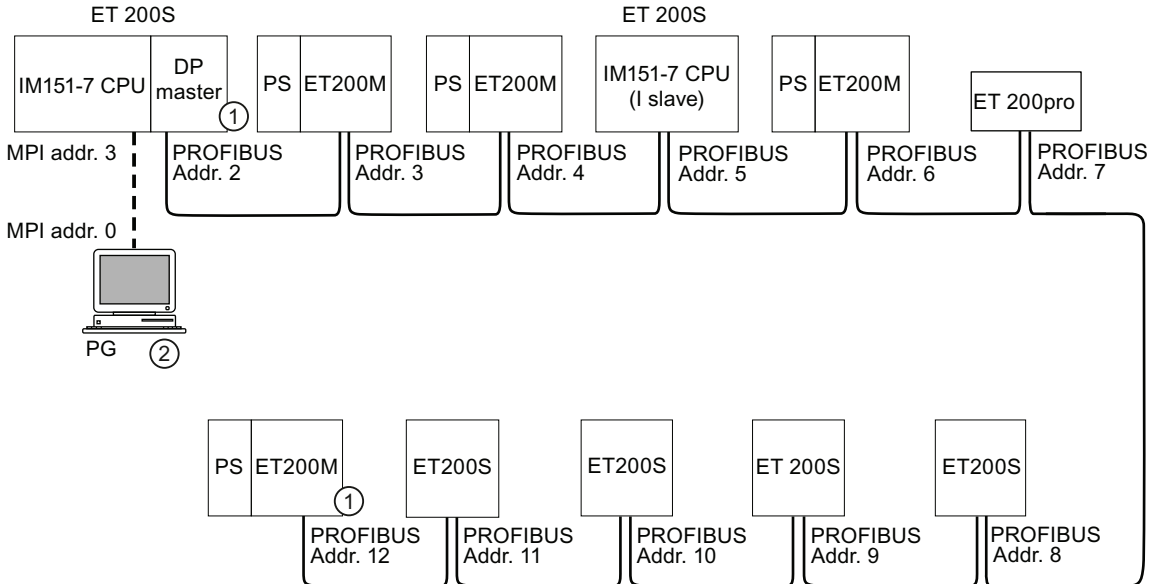 ET 200S
ET 200S
IM151-7 CPU
DP
master
1
PS
ET200M
PS
ET200M
IM151-7 CPU
(I slave)
PS
ET200M
ET 200pro
MPI addr. 3
PROFIBUS
Addr. 2
PROFIBUS
Addr. 3
PROFIBUS
Addr. 4
PROFIBUS
Addr. 5
PROFIBUS
Addr. 6
PROFIBUS
Addr. 7
MPI addr. 0
PG
2
PS
ET200M
1
ET200S
ET200S
ET 200S
ET200S
PROFIBUS
Addr. 12
PROFIBUS
Addr. 11
PROFIBUS
Addr. 10
PROFIBUS
Addr. 9
PROFIBUS
Addr. 8